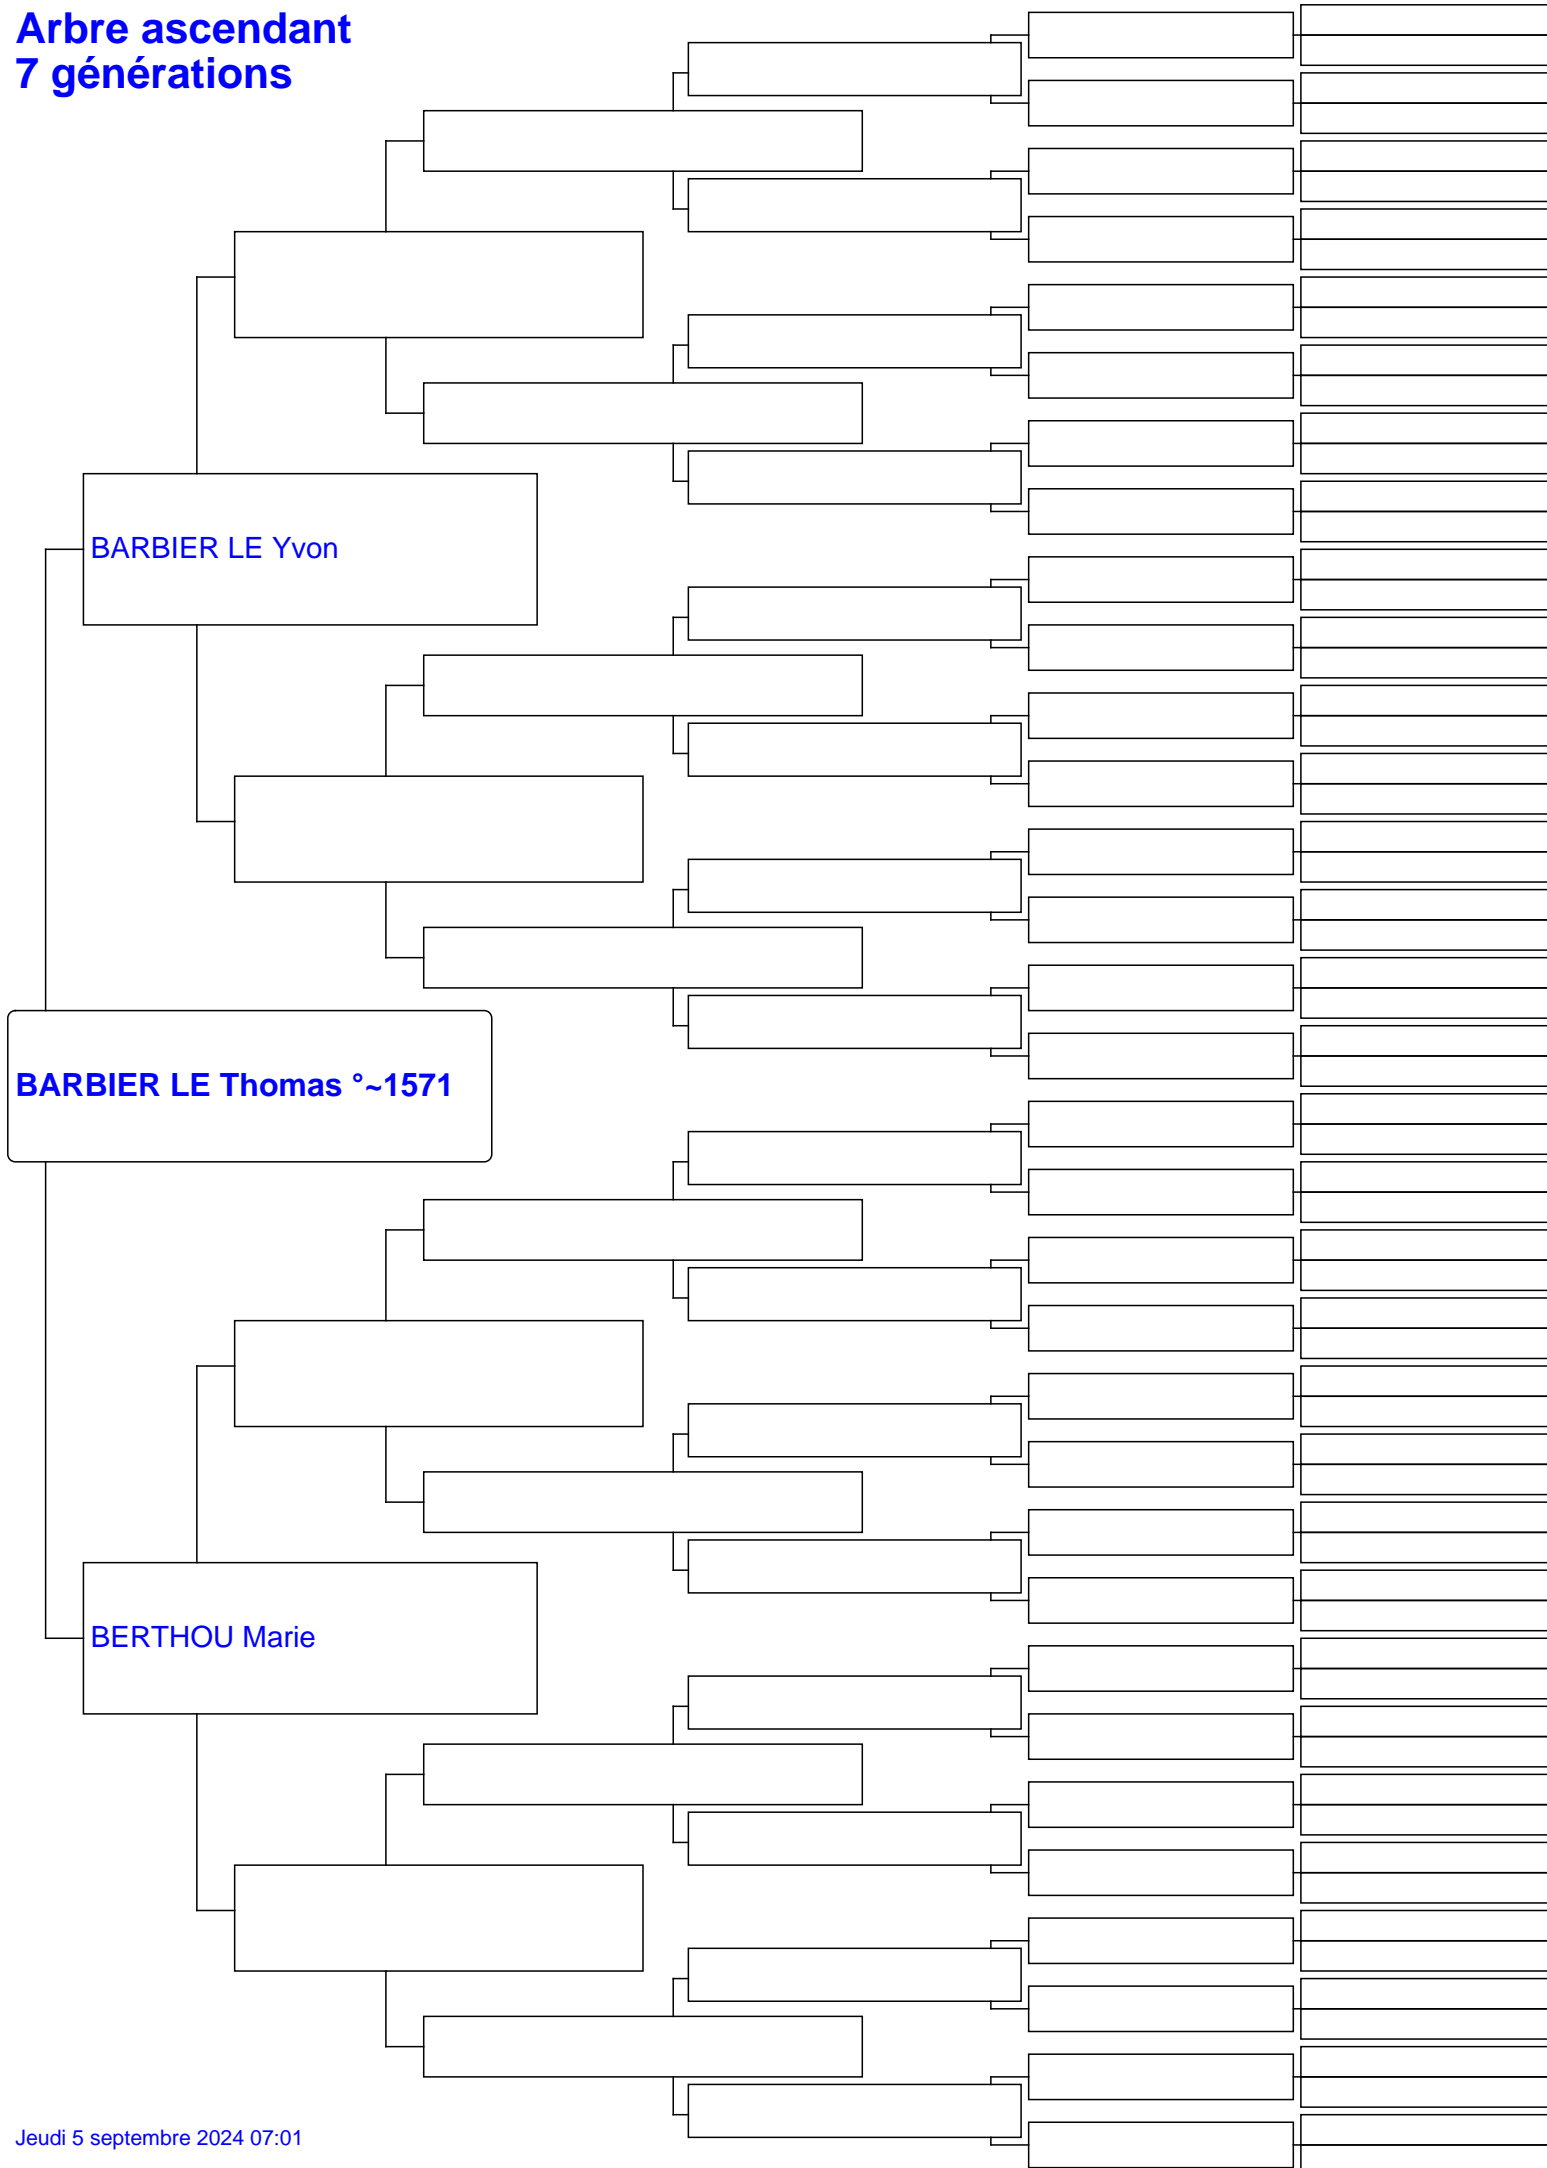 Arbre ascendant
7 générations
BARBIER LE Yvon
BARBIER LE Thomas °~1571
BERTHOU Marie
Jeudi 5 septembre 2024 07:01